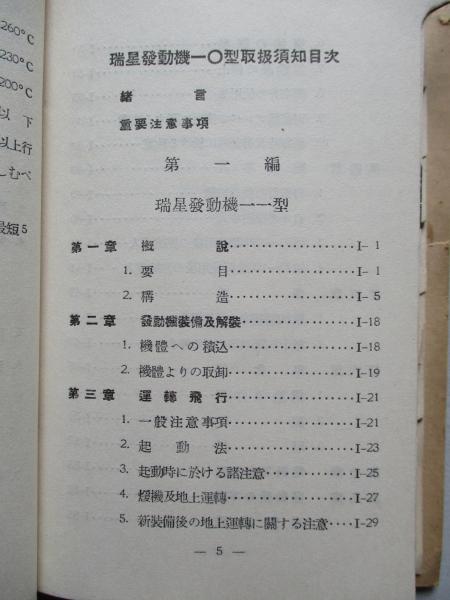 260°C
230°C
200°C
以下
以上行
しむべ
最短5
瑞星發動機一〇型取扱須知目次
緒言
重要注意事項
第一編
瑞星發動機一一型
第一章 概說························I- 1
1. 要目························I- 1
2. 構造························I- 5
第二章 發動機裝備及解裝···············I-18
1. 機體への積込·················I-18
2. 機體よりの取卸···············I-19
第三章 運轉飛行····················I-21
1. 一般注意事項·················I-21
2. 起動法······················I-23
3. 起動時に於ける諸注意·········I-25
4. 煖機及地上運轉···············I-27
5. 新裝備後の地上運轉に關する注意····I-29
— 5 —